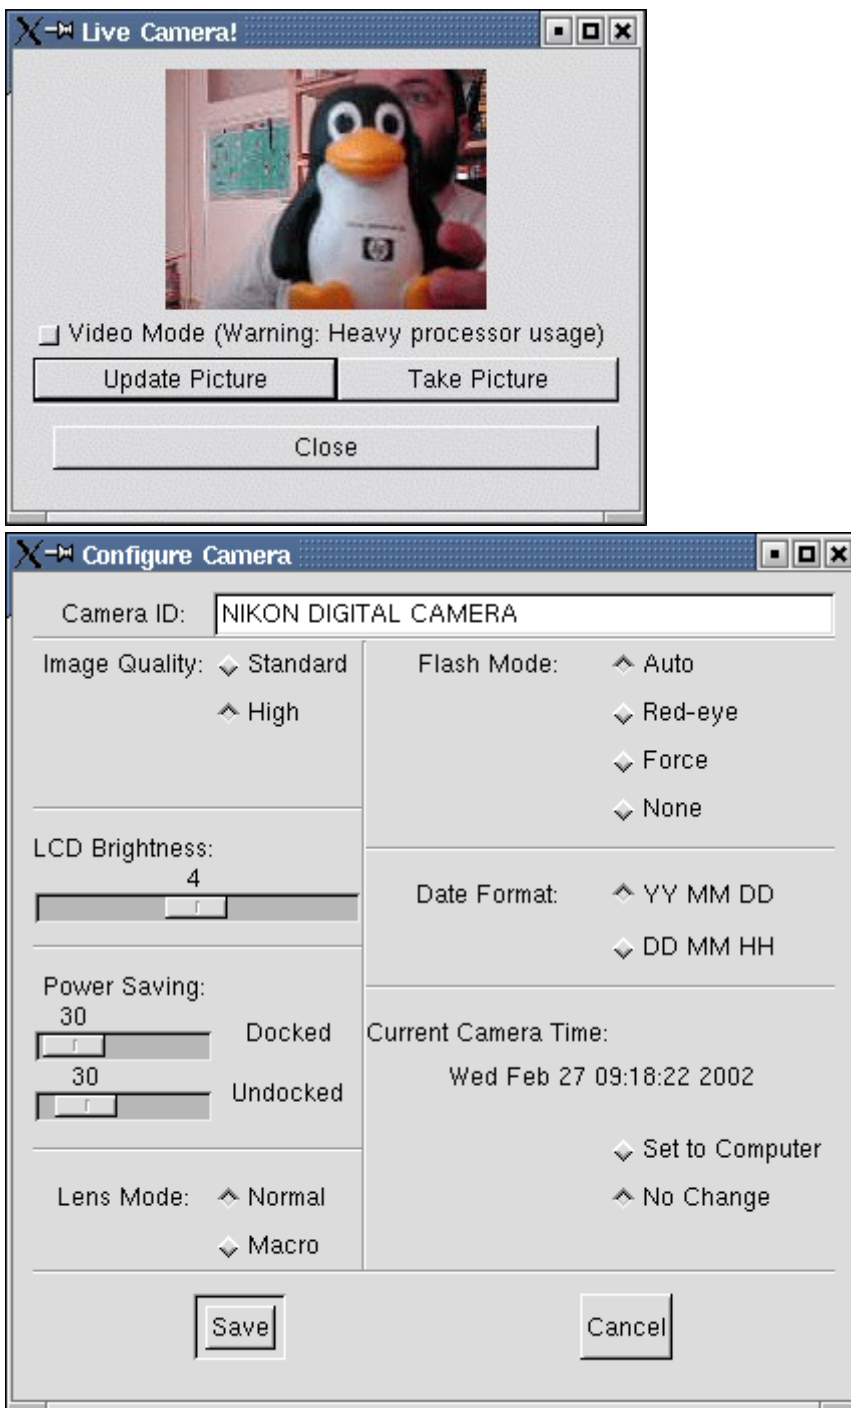 Live Camera!
hp
Video Mode (Warning: Heavy processor usage)
Update Picture Take Picture
Close
Configure Camera
Camera ID: NIKON DIGITAL CAMERA
Image Quality: Standard
High
Flash Mode: Auto
Red-eye
Force
None
LCD Brightness:
4
Date Format: YY MM DD
DD MM HH
Power Saving:
30
Docked
30
Undocked
Current Camera Time:
Wed Feb 27 09:18:22 2002
Set to Computer
No Change
Lens Mode: Normal
Macro
Save Cancel